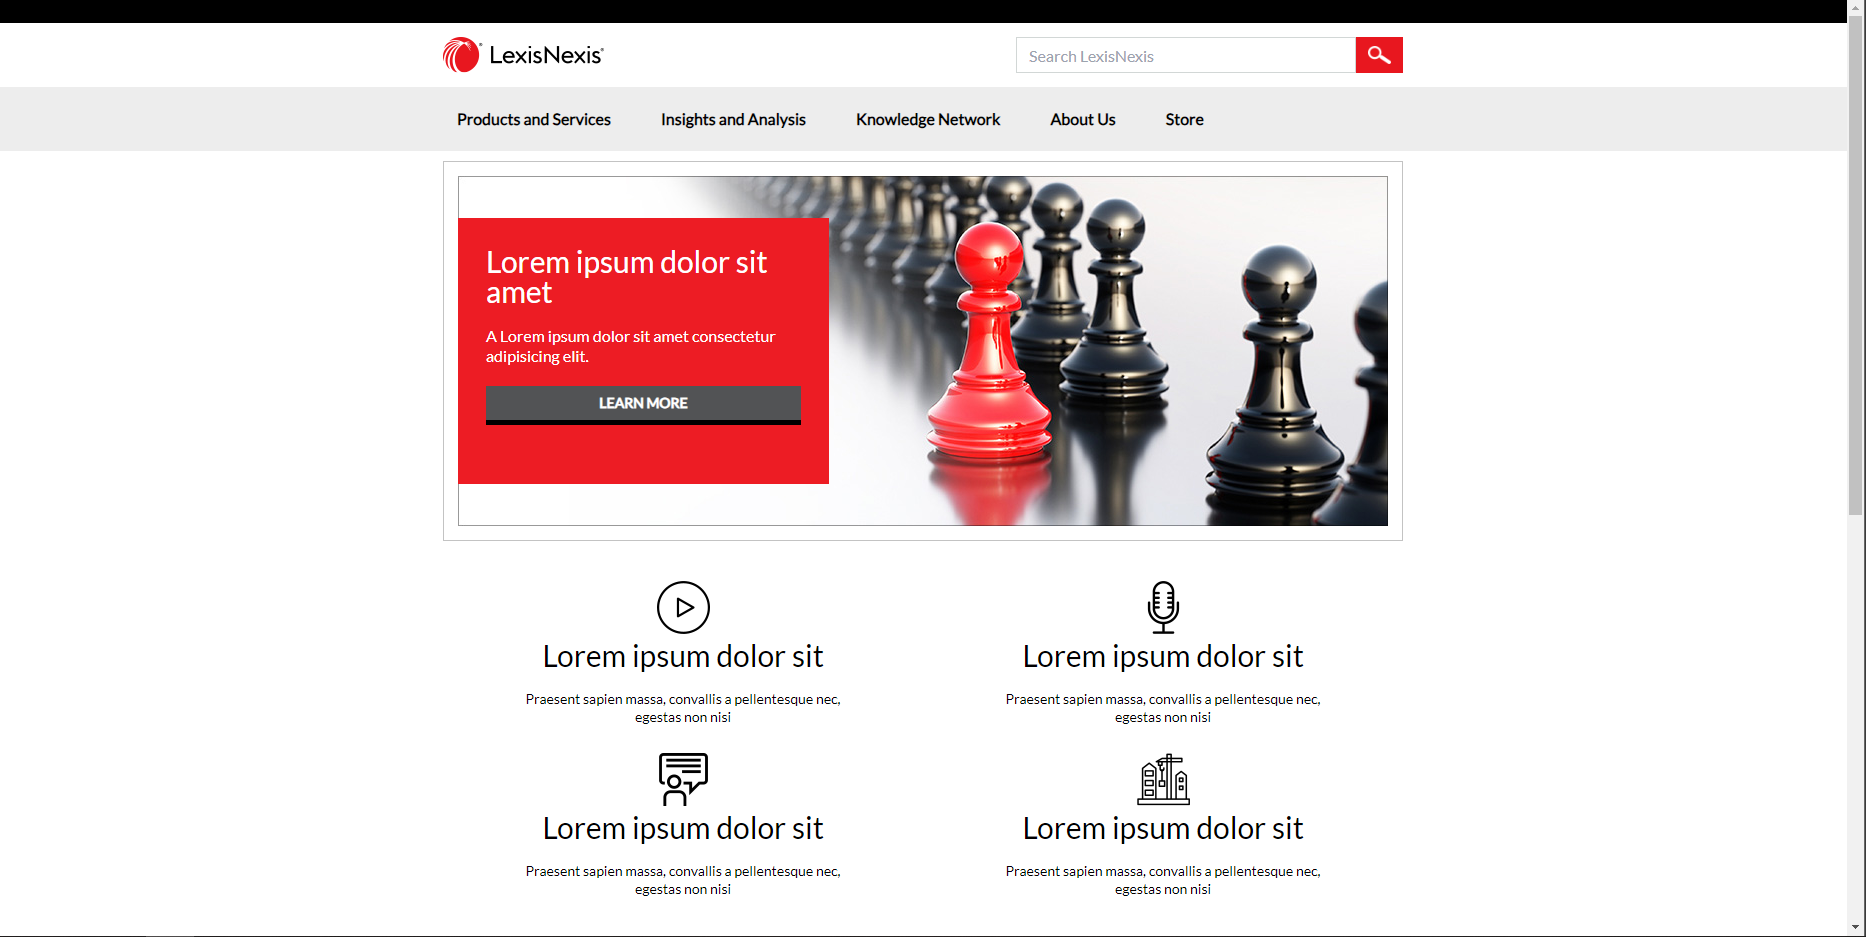 LexisNexis®
Search LexisNexis
Products and Services
Insights and Analysis
Knowledge Network
About Us
Store
Lorem ipsum dolor sit
amet
A Lorem ipsum dolor sit amet consectetur
adipisicing elit.
LEARN MORE
Lorem ipsum dolor sit
Praesent sapien massa, convallis a pellentesque nec,
egestas non nisi
Lorem ipsum dolor sit
Praesent sapien massa, convallis a pellentesque nec,
egestas non nisi
Lorem ipsum dolor sit
Praesent sapien massa, convallis a pellentesque nec,
egestas non nisi
Lorem ipsum dolor sit
Praesent sapien massa, convallis a pellentesque nec,
egestas non nisi